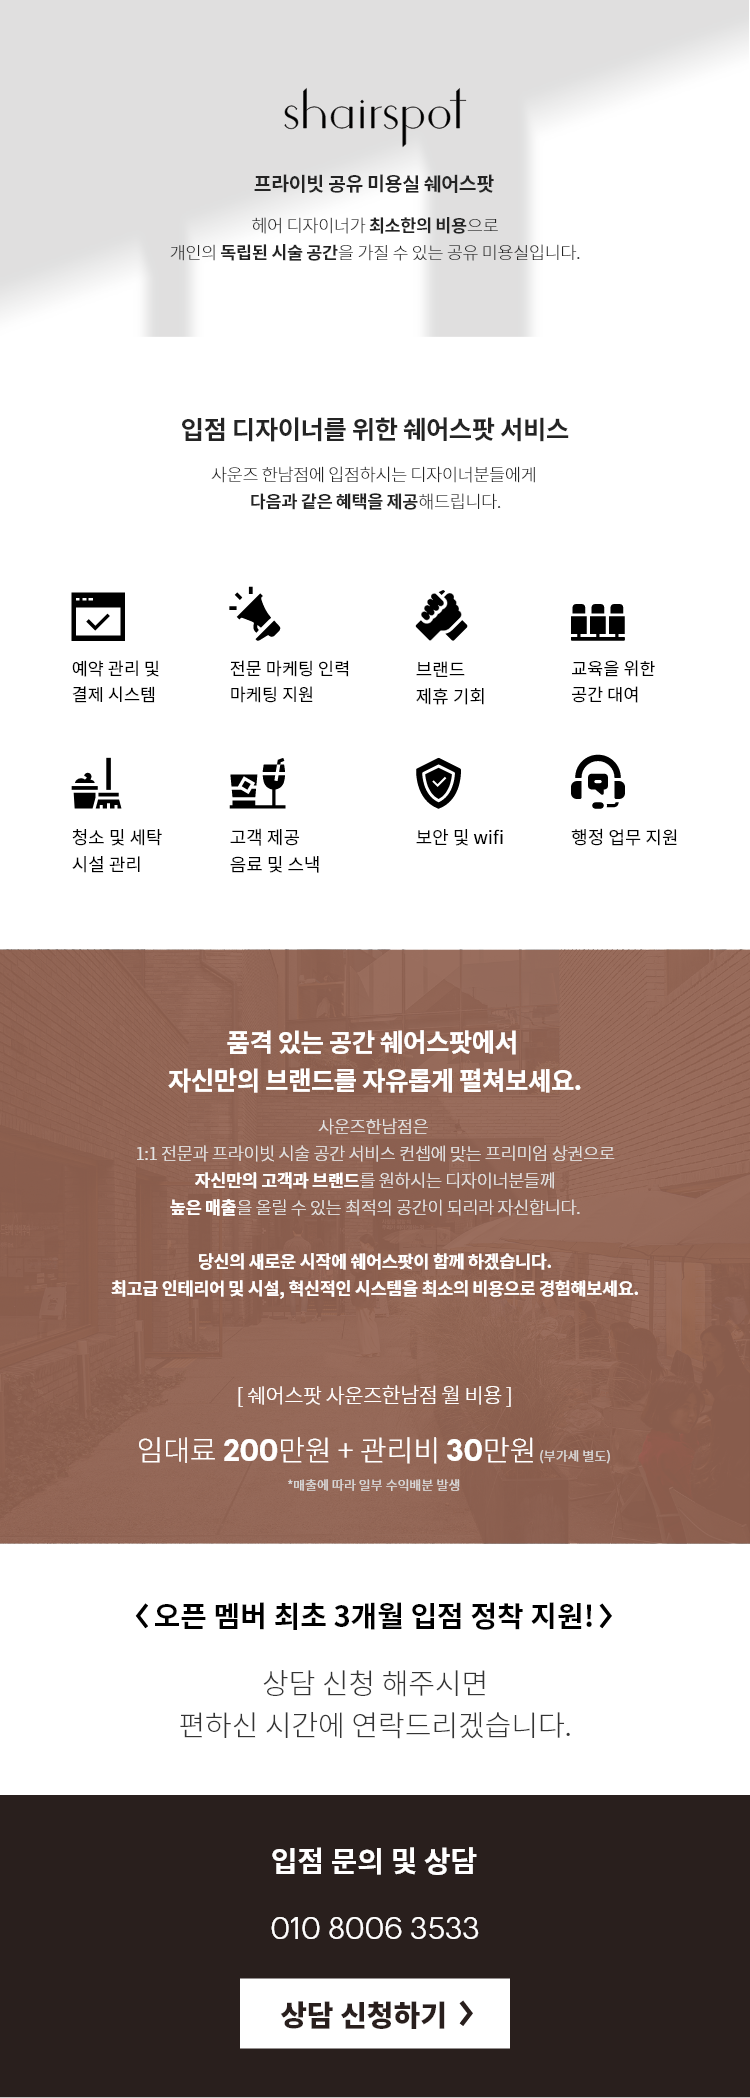 shairspot
프라이빗 공유 미용실 쉐어스팟
헤어 디자이너가 최소한의 비용으로
개인의 독립된 시술 공간을 가질 수 있는 공유 미용실입니다.
입점 디자이너를 위한 쉐어스팟 서비스
사운즈 한남점에 입점하시는 디자이너분들에게
다음과 같은 혜택을 제공해드립니다.
예약 관리 및
결제 시스템
전문 마케팅 인력
마케팅 지원
브랜드
제휴 기회
교육을 위한
공간 대여
청소 및 세탁
시설 관리
고객 제공
음료 및 스낵
보안 및 wifi
행정 업무 지원
품격 있는 공간 쉐어스팟에서
자신만의 브랜드를 자유롭게 펼쳐보세요.
사운즈한남점은
1:1 전문과 프라이빗 시술 공간 서비스 컨셉에 맞는 프리미엄 상권으로
자신만의 고객과 브랜드를 원하시는 디자이너분들께
높은 매출을 올릴 수 있는 최적의 공간이 되리라 자신합니다.
당신의 새로운 시작에 쉐어스팟이 함께 하겠습니다.
최고급 인테리어 및 시설, 혁신적인 시스템을 최소의 비용으로 경험해보세요.
[ 쉐어스팟 사운즈한남점 월 비용 ]
임대료 200만원 + 관리비 30만원 (부가세 별도)
*매출에 따라 일부 수익배분 발생
〈 오픈 멤버 최초 3개월 입점 정착 지원! 〉
상담 신청 해주시면
편하신 시간에 연락드리겠습니다.
입점 문의 및 상담
010 8006 3533
상담 신청하기 〉